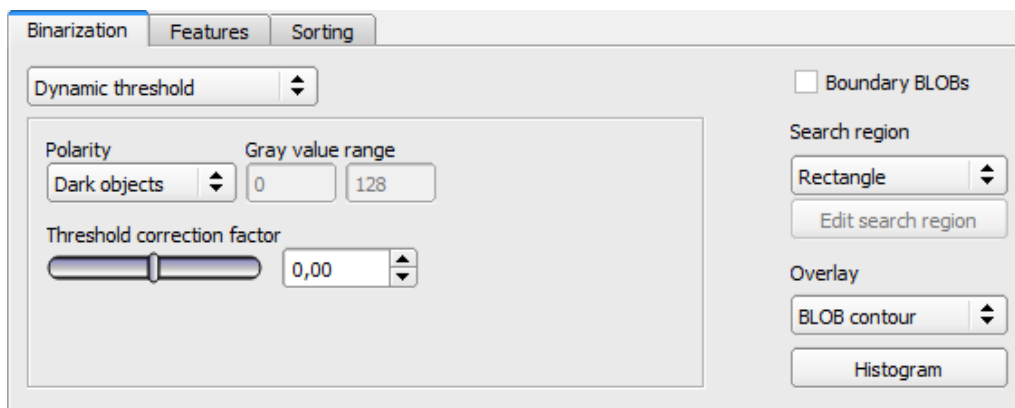 Binarization Features Sorting
Dynamic threshold
Boundary BLOBs
Polarity Gray value range
Dark objects 0 128
Threshold correction factor
0,00
Search region
Rectangle
Edit search region
Overlay
BLOB contour
Histogram